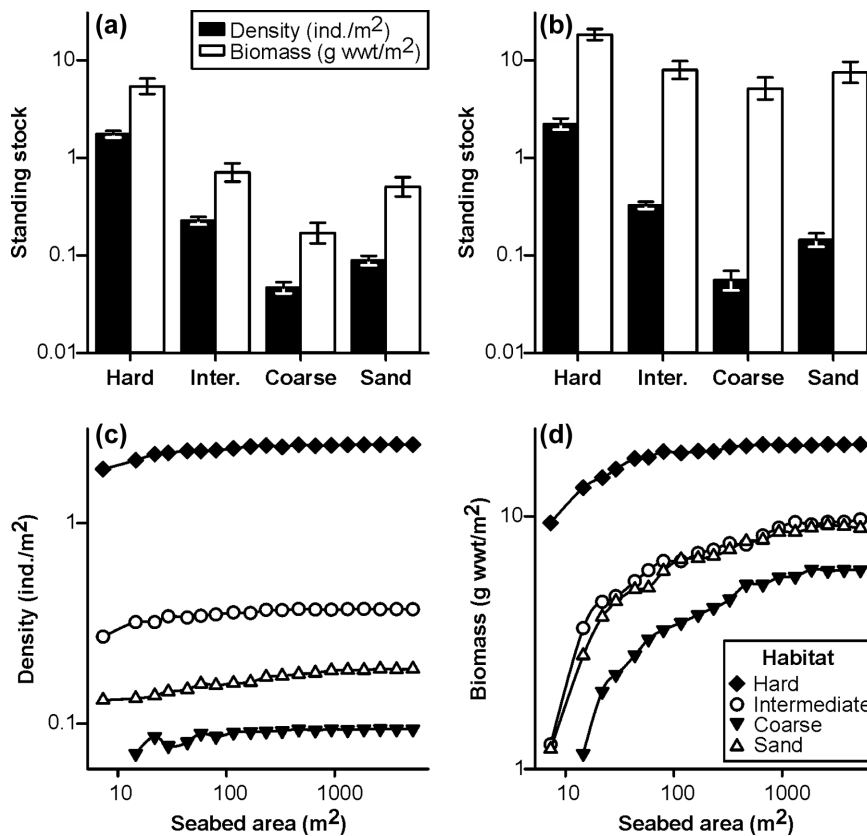 (a)
Density (ind./m²)
Biomass (g wwt/m²)
Standing stock
10
1
0.1
0.01
Hard Inter. Coarse Sand
(b)
Standing stock
10
1
0.1
0.01
Hard Inter. Coarse Sand
(c)
Density (ind./m²)
1
0.1
10 100 1000
Seabed area (m²)
(d)
Biomass (g wwt/m²)
10
1
10 100 1000
Seabed area (m²)
Habitat
Hard
Intermediate
Coarse
Sand